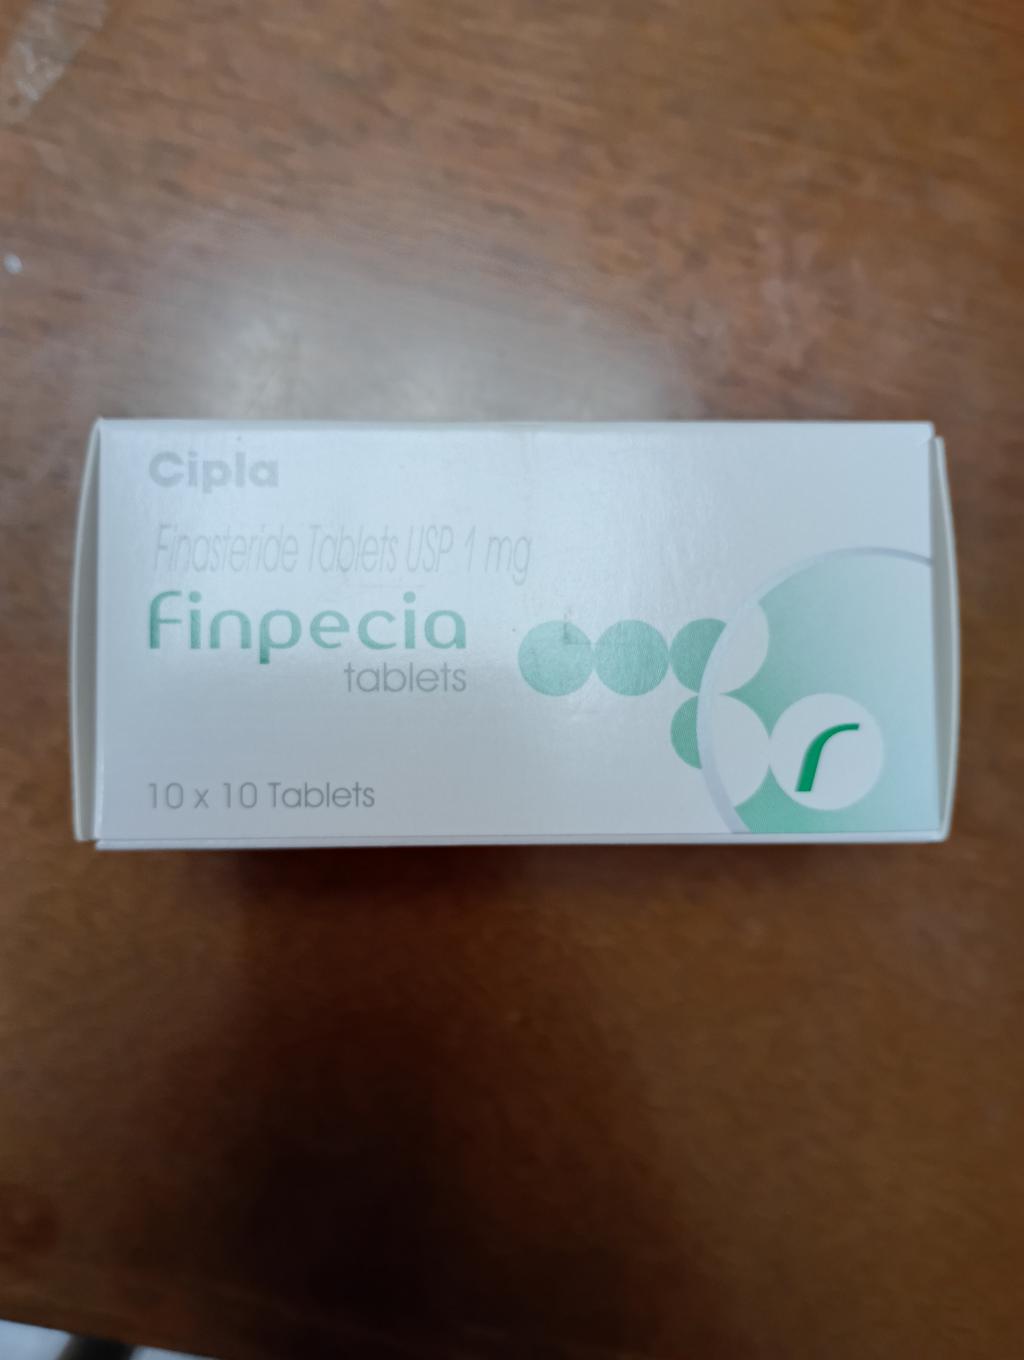 Cipla
Finasteride Tablets USP 1 mg
Finpecia
tablets
10 x 10 Tablets